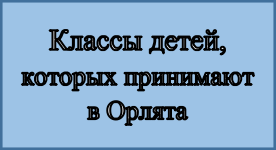 Классы детей,
которых принимают
в Орлята